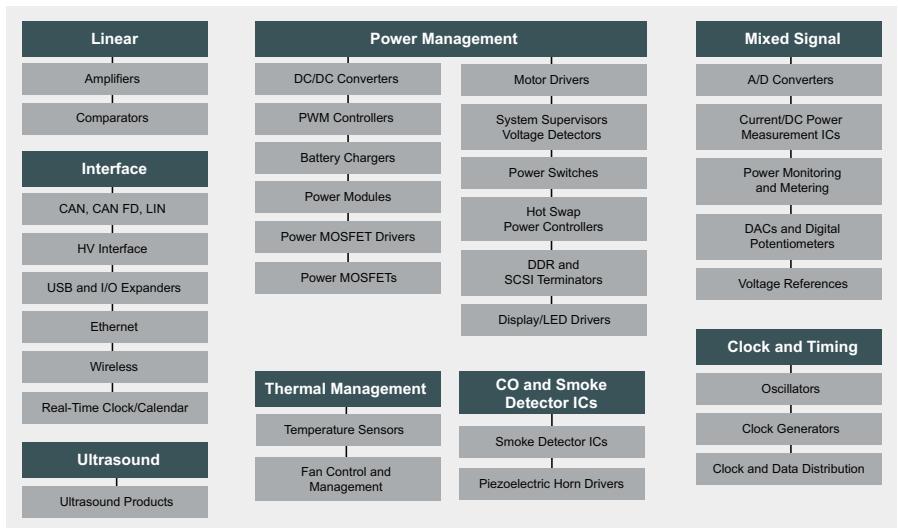 Linear
Amplifiers
Comparators
Interface
CAN, CAN FD, LIN
HV Interface
USB and I/O Expanders
Ethernet
Wireless
Real-Time Clock/Calendar
Ultrasound
Ultrasound Products
Power Management
DC/DC Converters
PWM Controllers
Battery Chargers
Power Modules
Power MOSFET Drivers
Power MOSFETs
Motor Drivers
System Supervisors
Voltage Detectors
Power Switches
Hot Swap
Power Controllers
DDR and
SCSI Terminators
Display/LED Drivers
Thermal Management
Temperature Sensors
Fan Control and
Management
CO and Smoke
Detector ICs
Smoke Detector ICs
Piezoelectric Horn Drivers
Mixed Signal
A/D Converters
Current/DC Power
Measurement ICs
Power Monitoring
and Metering
DACs and Digital
Potentiometers
Voltage References
Clock and Timing
Oscillators
Clock Generators
Clock and Data Distribution